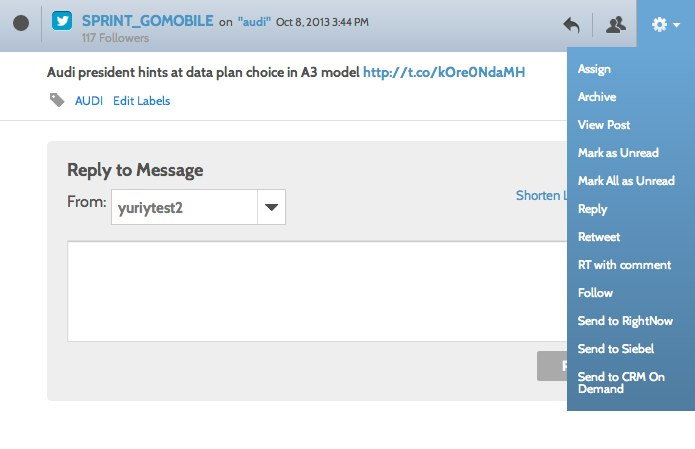 SPRINT_GOMOBILE on "audi" Oct 8, 2013 3:44 PM
117 Followers
Audi president hints at data plan choice in A3 model http://t.co/kOre0NdaMH
AUDI Edit Labels
Reply to Message
From: yuriytest2
Shorten L
Assign
Archive
View Post
Mark as Unread
Mark All as Unread
Reply
Retweet
RT with comment
Follow
Send to RightNow
Send to Siebel
Send to CRM On
Demand